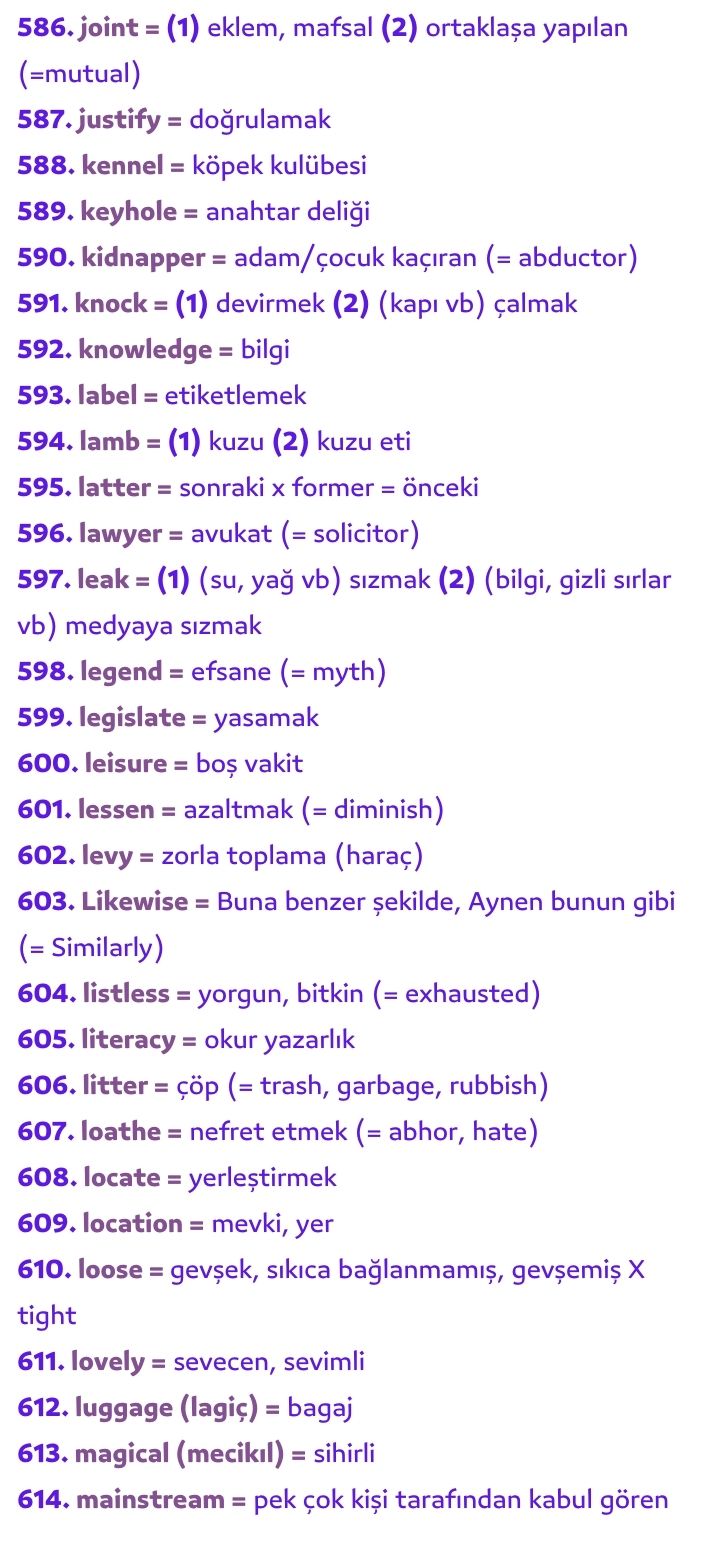 586. joint = (1) eklem, mafsal (2) ortaklaşa yapılan
(=mutual)
587. justify = doğrulamak
588. kennel = köpek kulübesi
589. keyhole = anahtar deliği
590. kidnapper = adam/çocuk kaçıran (= abductor)
591. knock = (1) devirmek (2) (kapı vb) çalmak
592. knowledge = bilgi
593. label = etiketlemek
594. lamb = (1) kuzu (2) kuzu eti
595. latter = sonraki x former = önceki
596. lawyer = avukat (= solicitor)
597. leak = (1) (su, yağ vb) sızmak (2) (bilgi, gizli sırlar
vb) medyaya sızmak
598. legend = efsane (= myth)
599. legislate = yasamak
600. leisure = boş vakit
601. lessen = azaltmak (= diminish)
602. levy = zorla toplama (haraç)
603. Likewise = Buna benzer şekilde, Aynen bunun gibi
(= Similarly)
604. listless = yorgun, bitkin (= exhausted)
605. literacy = okur yazarlık
606. litter = çöp (= trash, garbage, rubbish)
607. loathe = nefret etmek (= abhor, hate)
608. locate = yerleştirmek
609. location = mevki, yer
610. loose = gevşek, sıkıca bağlanmamış, gevşemiş X
tight
611. lovely = sevecen, sevimli
612. luggage (lagiç) = bagaj
613. magical (mecikıl) = sihirli
614. mainstream = pek çok kişi tarafından kabul gören